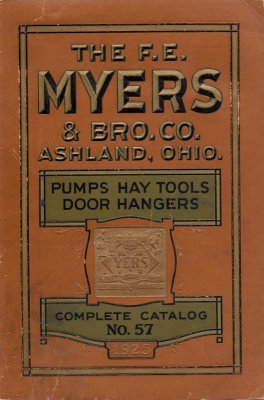 THE F.E.
MYERS
& BRO. CO.
ASHLAND, OHIO.
PUMPS HAY TOOLS
DOOR HANGERS
MYERS
COMPLETE CATALOG
No. 57
1925